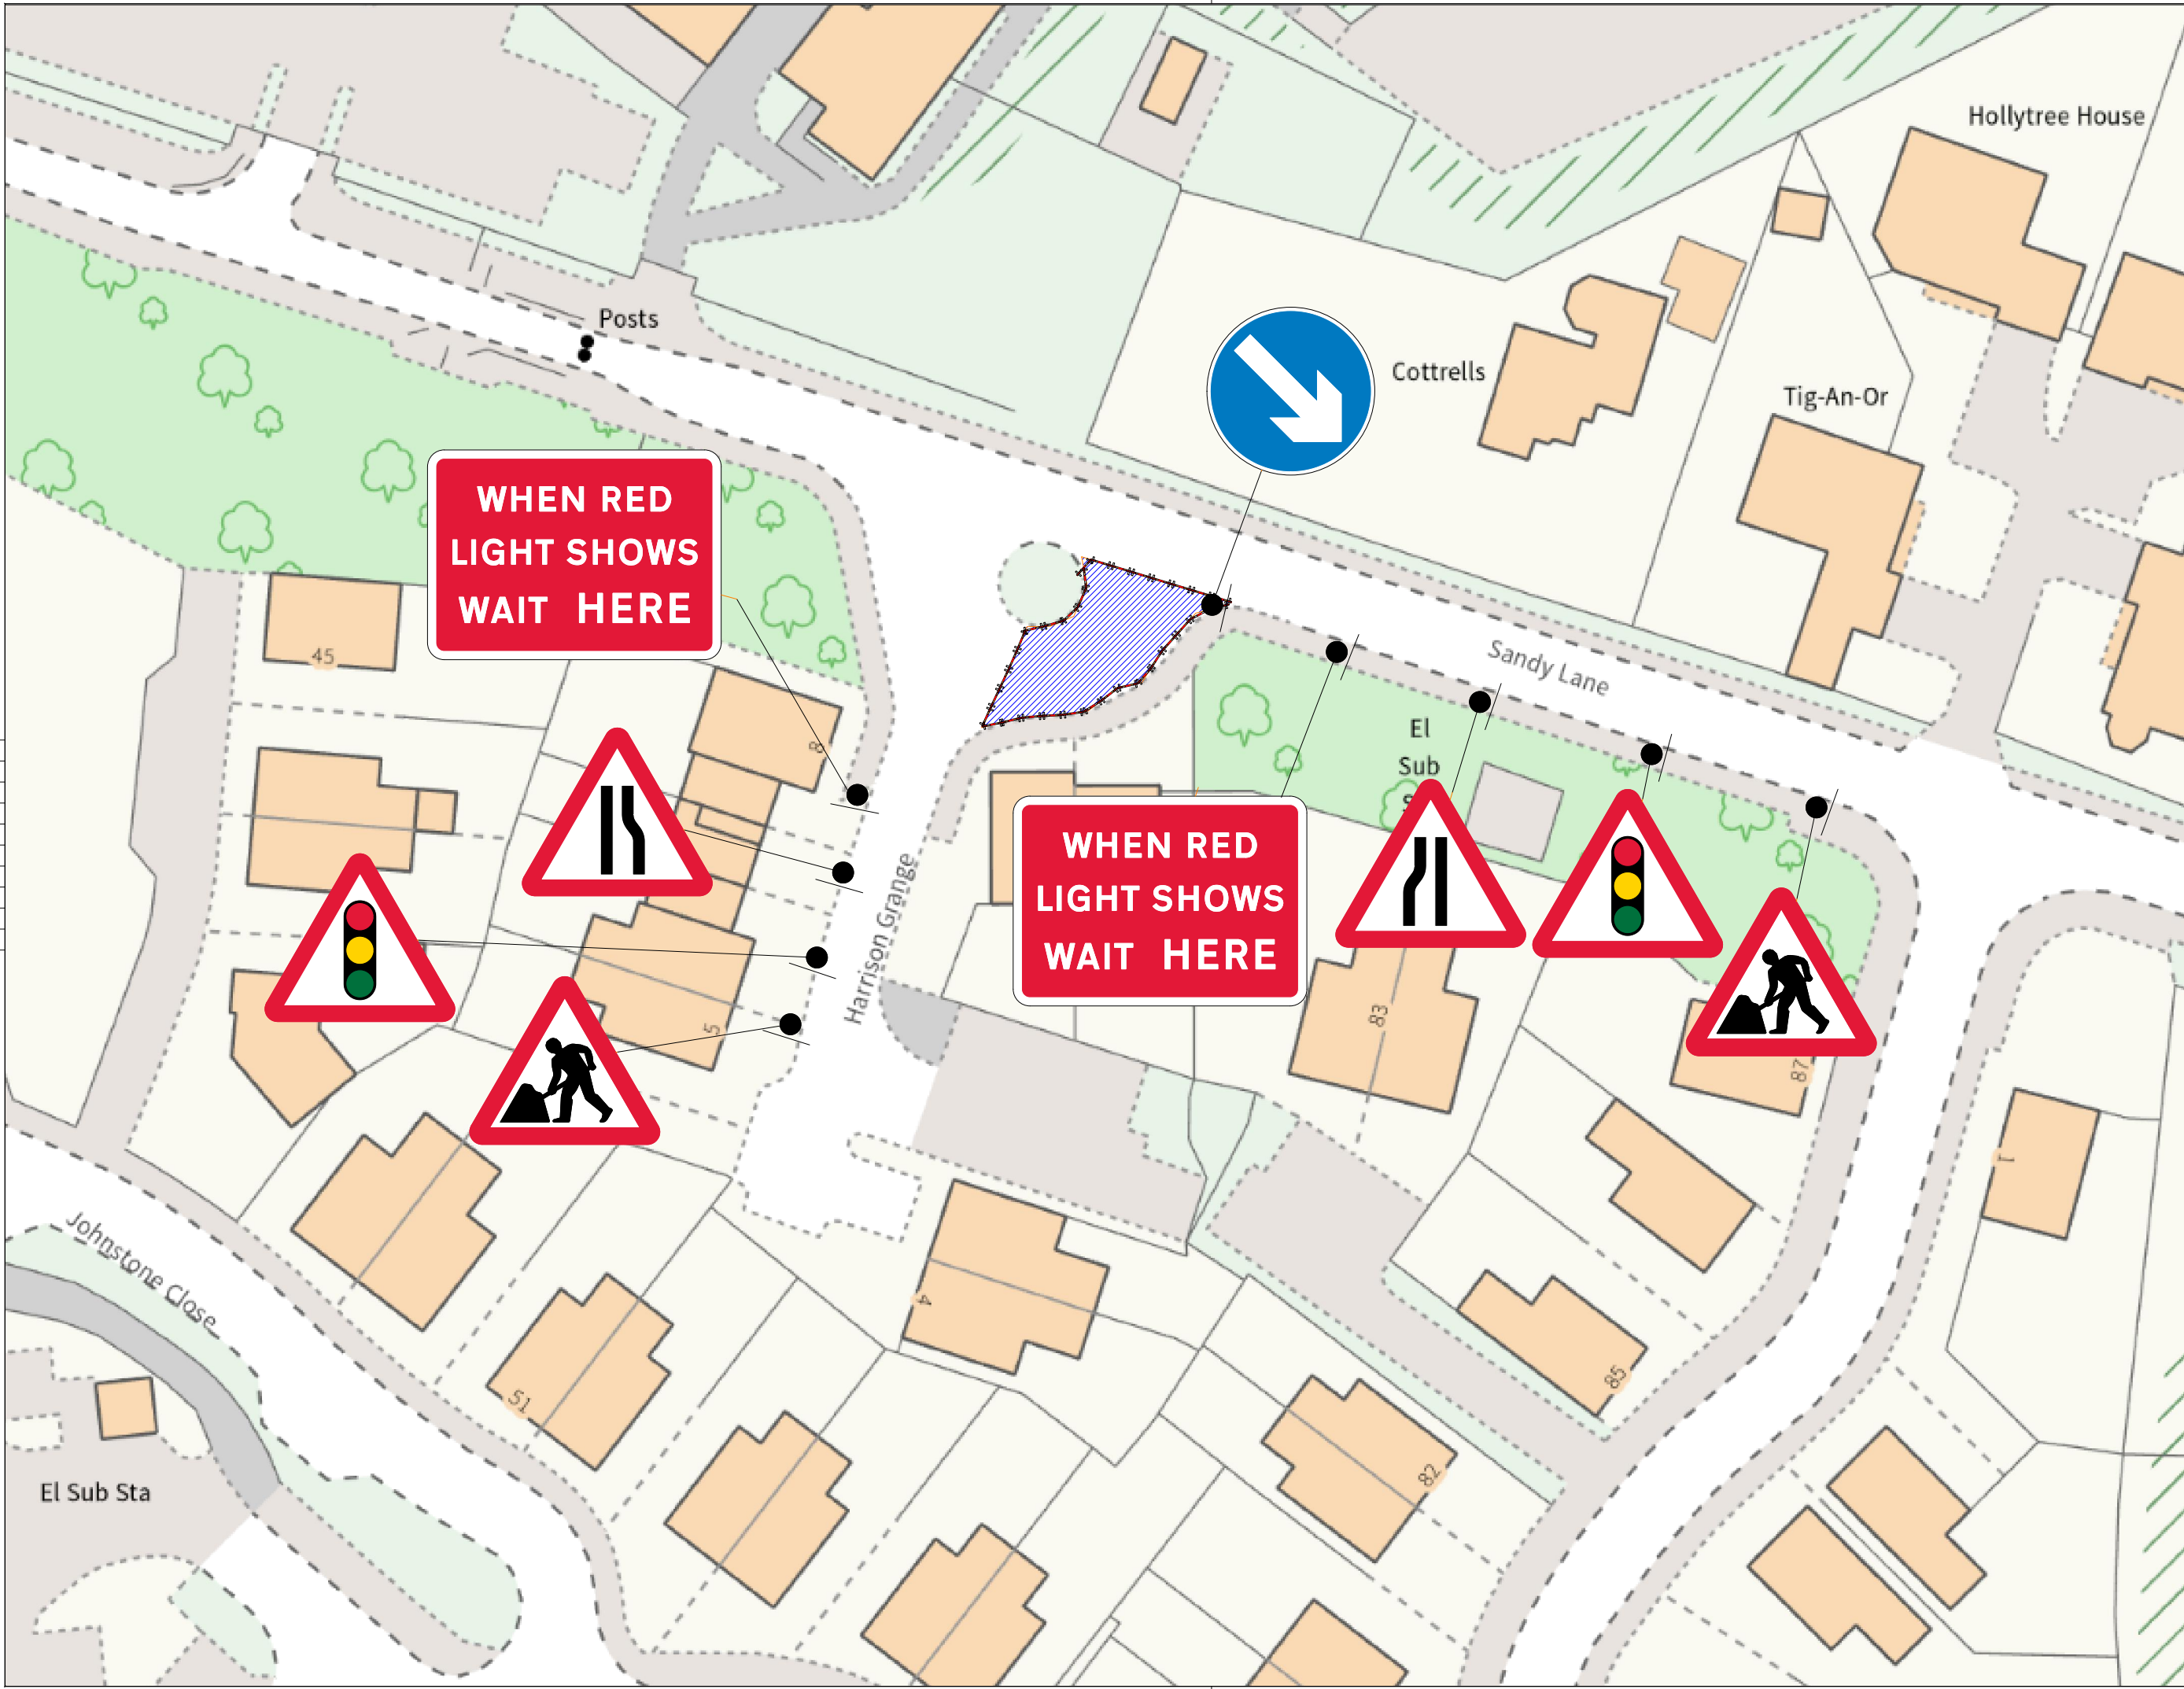 Hollytree House
Posts
Cottrells
Tig-An-Or
WHEN RED
LIGHT SHOWS
WAIT HERE
45
8
Sandy Lane
El
Sub
WHEN RED
LIGHT SHOWS
WAIT HERE
Harrison Grange
5
83
87
1
Johnstone Close
4
51
85
82
El Sub Sta